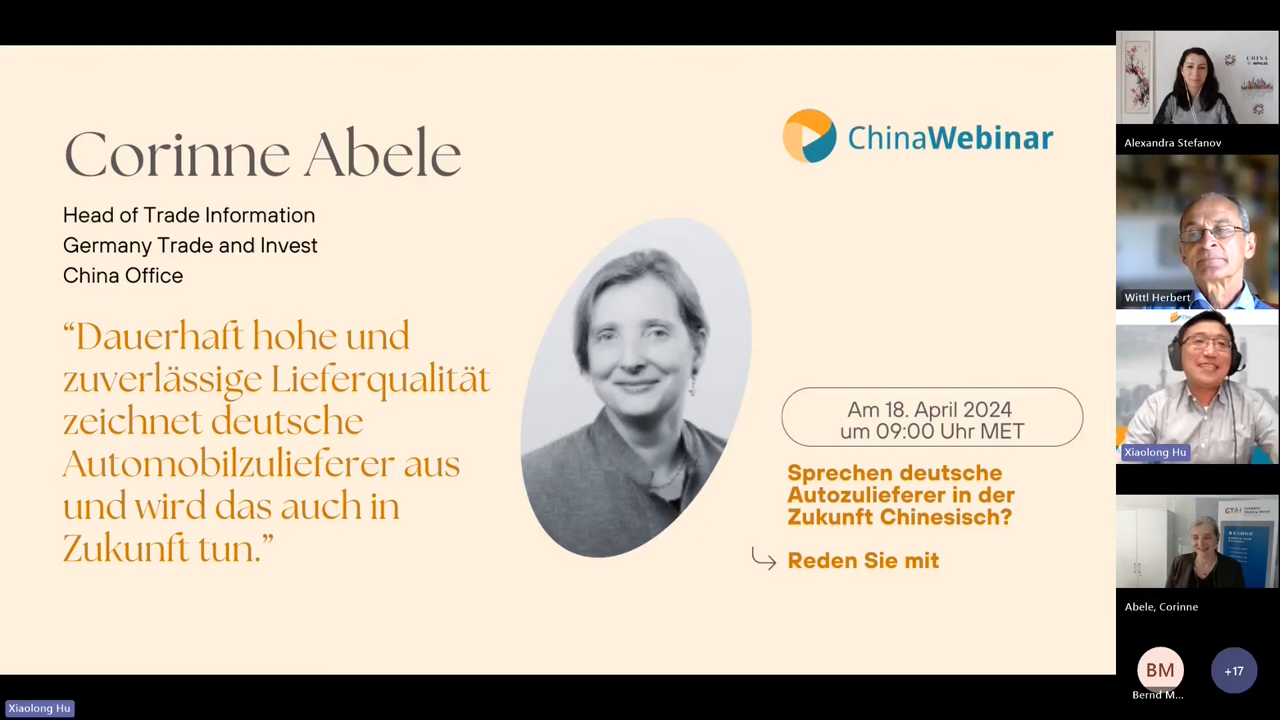 Corinne Abele
Head of Trade Information
Germany Trade and Invest
China Office
“Dauerhaft hohe und
zuverlässige Lieferqualität
zeichnet deutsche
Automobilzulieferer aus
und wird das auch in
Zukunft tun.”
ChinaWebinar
Am 18. April 2024
um 09:00 Uhr MET
Sprechen deutsche
Autozulieferer in der
Zukunft Chinesisch?
Reden Sie mit
Alexandra Stefanov
Wittl Herbert
Xiaolong Hu
GTAI
Abele, Corinne
BM
+17
Bernd M...
Xiaolong Hu